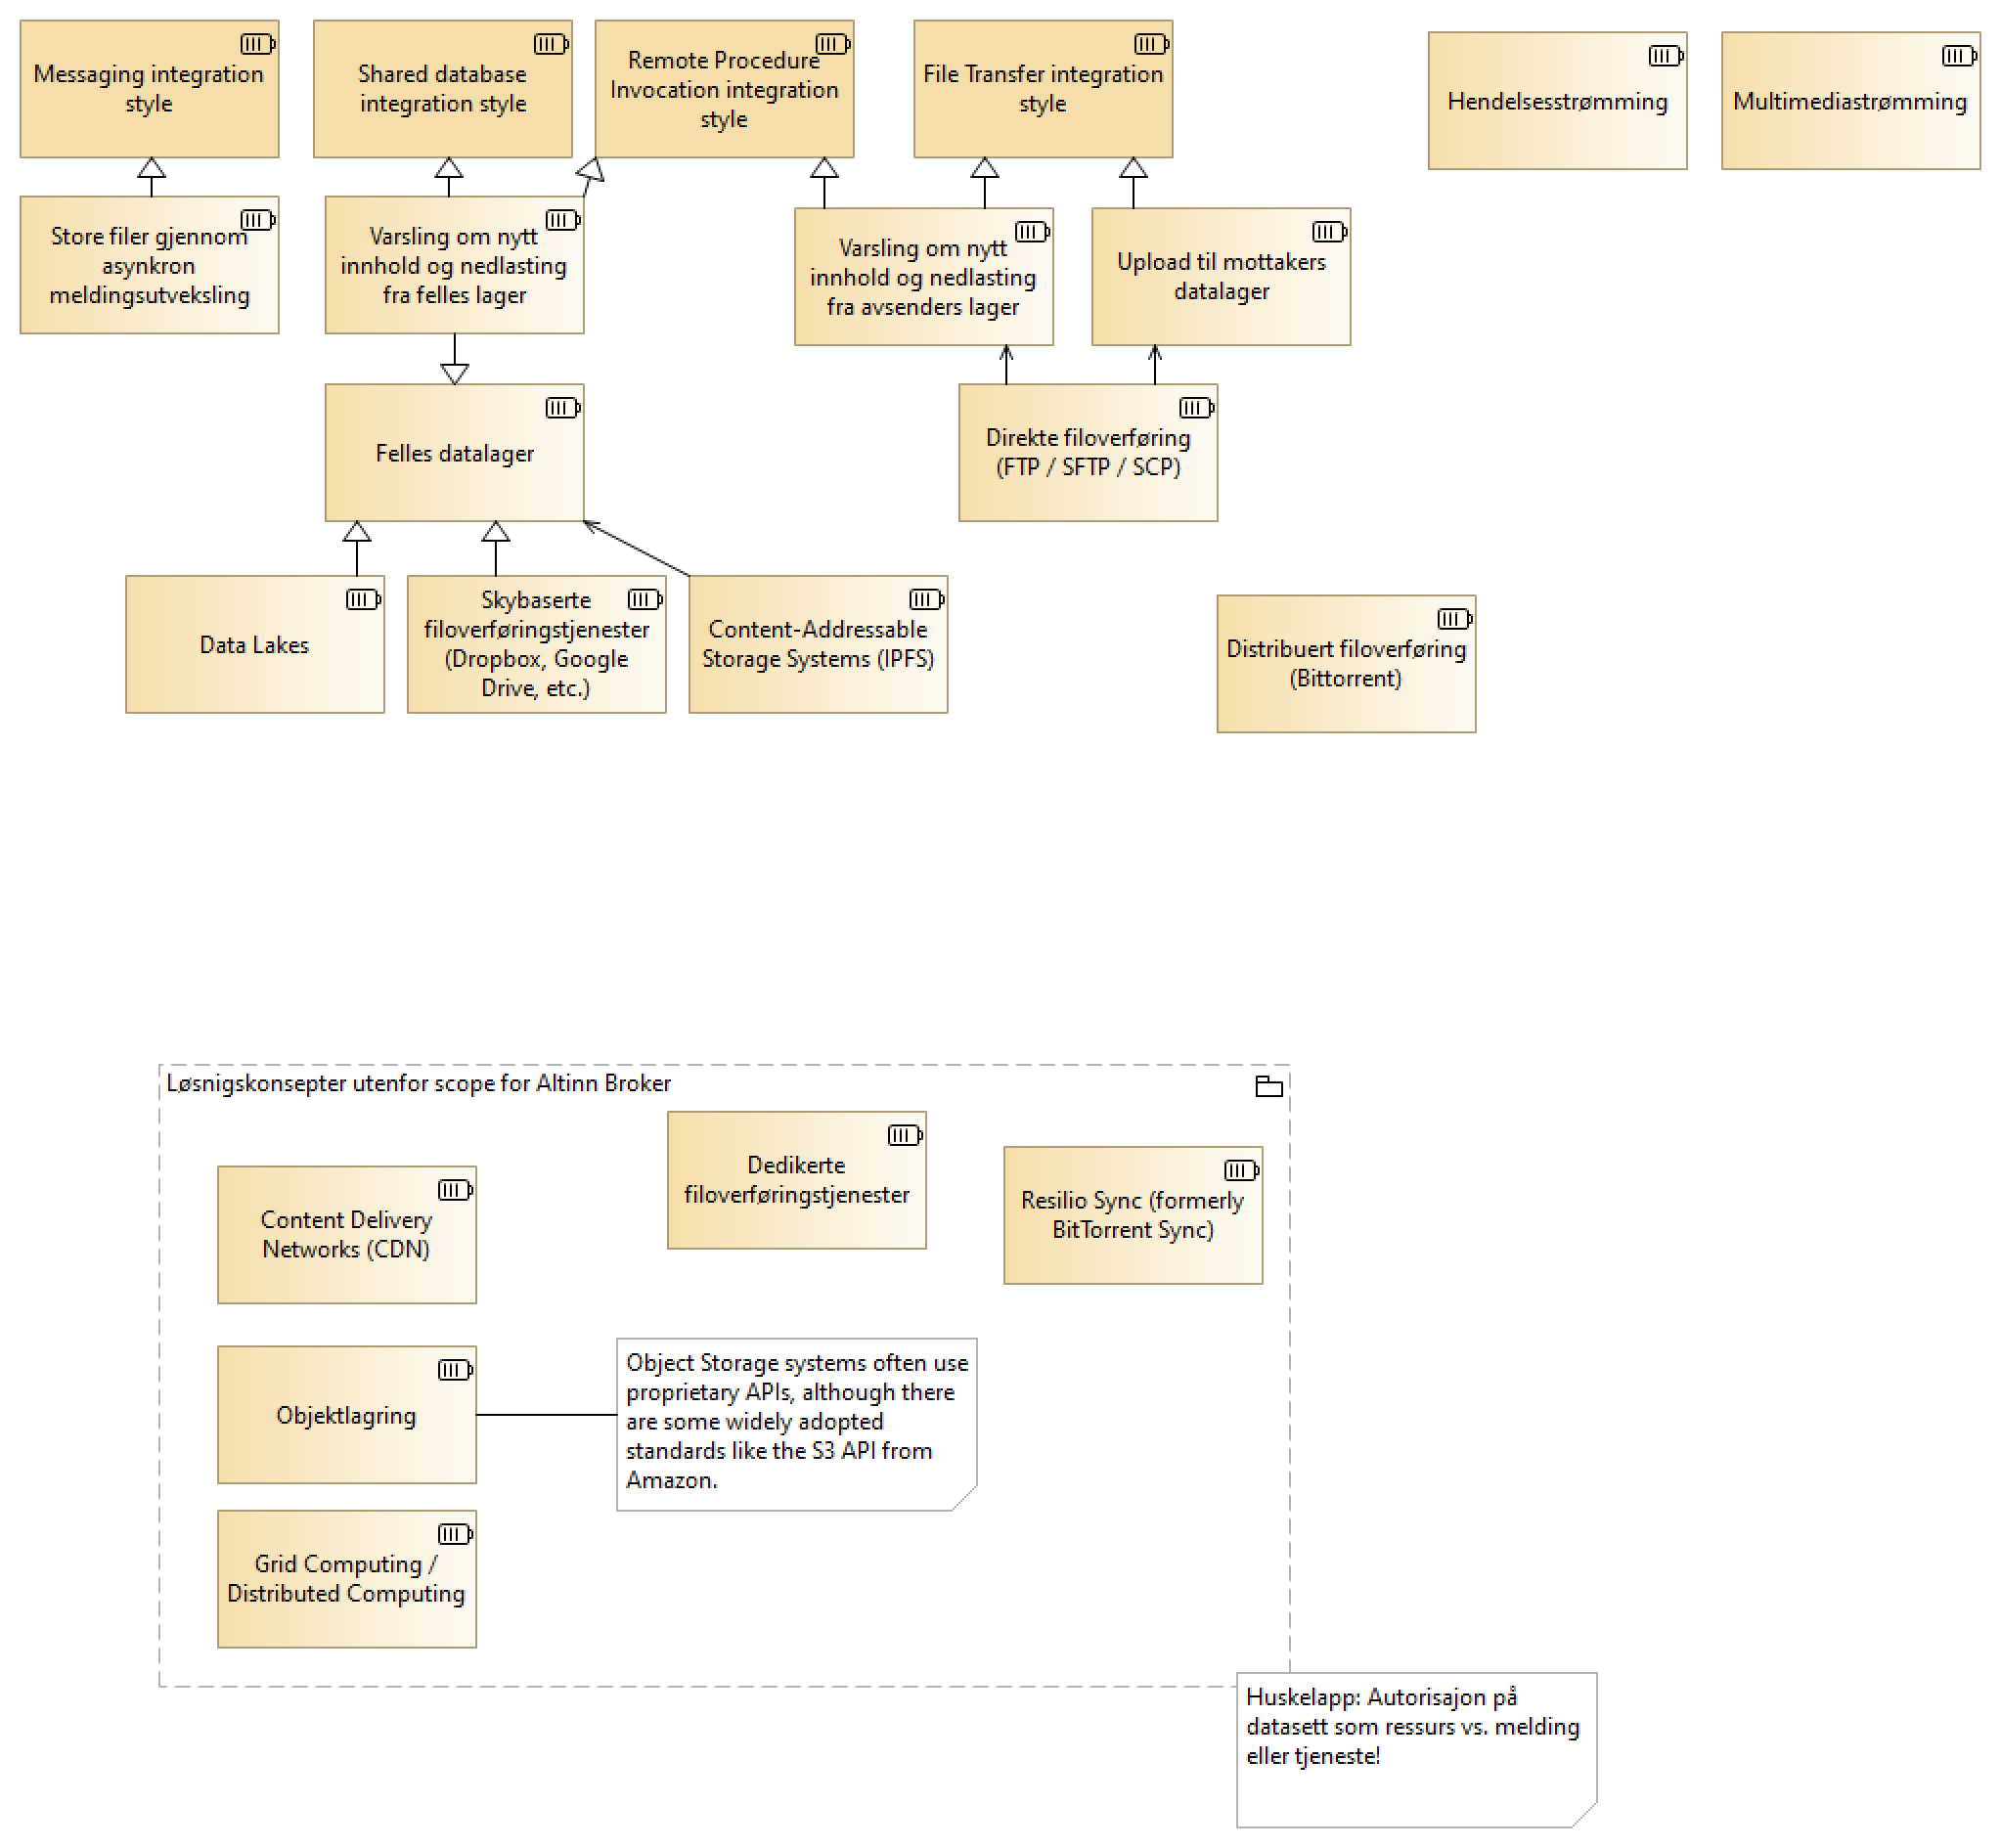 Messaging integration
style
Shared database
integration style
Remote Procedure
Invocation integration
style
File Transfer integration
style
Hendelsesstrømming
Multimediastrømming
Store filer gjennom
asynkron
meldingsutveksling
Varsling om nytt
innhold og nedlasting
fra felles lager
Varsling om nytt
innhold og nedlasting
fra avsenders lager
Upload til mottakers
datalager
Felles datalager
Direkte filoverføring
(FTP / SFTP / SCP)
Data Lakes
Skybaserte
filoverføringstjenester
(Dropbox, Google
Drive, etc.)
Content-Addressable
Storage Systems (IPFS)
Distribuert filoverføring
(Bittorrent)
Løsnigskonsepter utenfor scope for Altinn Broker
Dedikerte
filoverføringstjenester
Resilio Sync (formerly
BitTorrent Sync)
Content Delivery
Networks (CDN)
Objektlagring
Object Storage systems often use
proprietary APIs, although there
are some widely adopted
standards like the S3 API from
Amazon.
Grid Computing /
Distributed Computing
Huskelapp: Autorisajon på
datasett som ressurs vs. melding
eller tjeneste!